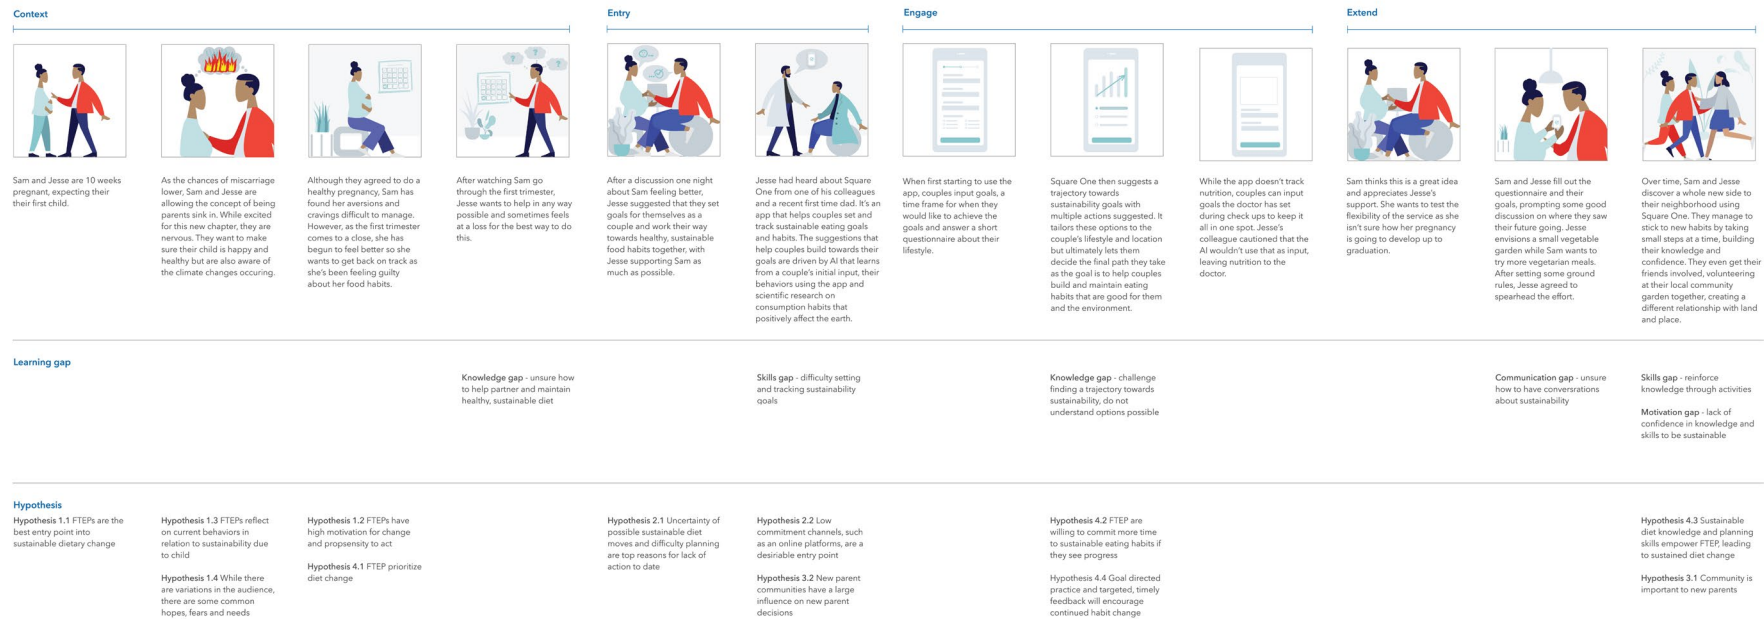 Context
Entry
Engage
Extend
?
?
?
Sam and Jesse are 10 weeks
pregnant, expecting their
first child.
As the chances of miscarriage
lower, Sam and Jesse are
allowing the concept of being
parents sink in. While excited
for this new chapter, they are
nervous. They want to make
sure their child is happy and
healthy but are also aware of
the climate changes occuring.
Although they agreed to do a
healthy pregnancy, Sam has
found her aversions and
cravings difficult to manage.
However, as the first trimester
comes to a close, she has
begun to feel better so she
wants to get back on track as
she's been feeling guilty
about her food habits.
After watching Sam go
through the first trimester,
Jesse wants to help in any way
possible and sometimes feels
at a loss for the best way to do
this.
After a discussion one night
about Sam feeling better,
Jesse suggested that they set
goals for themselves as a
couple and work their way
towards healthy, sustainable
food habits together, with
Jesse supporting Sam as
much as possible.
Jesse had heard about Square
One from one of his colleagues
and a recent first time dad. It's an
app that helps couples set and
track sustainable eating goals
and habits. The suggestions that
help couples build towards their
goals are driven by AI that learns
from a couple's initial input, their
behaviors using the app and
scientific research on
consumption habits that
positively affect the earth.
When first starting to use the
app, couples input goals, a
time frame for when they
would like to achieve the
goals and answer a short
questionnaire about their
lifestyle.
Square One then suggests a
trajectory towards
sustainability goals with
multiple actions suggested. It
tailors these options to the
couple's lifestyle and location
but ultimately lets them
decide the final path they take
as the goal is to help couples
build and maintain eating
habits that are good for them
and the environment.
While the app doesn't track
nutrition, couples can input
goals the doctor has set
during check ups to keep it
all in one spot. Jesse's
colleague cautioned that the
AI wouldn't use that as input,
leaving nutrition to the
doctor.
Sam thinks this is a great idea
and appreciates Jesse's
support. She wants to test the
flexibility of the service as she
isn't sure how her pregnancy
is going to develop up to
graduation.
Sam and Jesse fill out the
questionnaire and their
goals, prompting some good
discussion on where they saw
their future going. Jesse
envisions a small vegetable
garden while Sam wants to
try more vegetarian meals.
After setting some ground
rules, Jesse agreed to
spearhead the effort.
Over time, Sam and Jesse
discover a whole new side to
their neighborhood using
Square One. They manage to
stick to new habits by taking
small steps at a time, building
their knowledge and
confidence. They even get their
friends involved, volunteering
at their local community
garden together, creating a
different relationship with land
and place.
Learning gap
Knowledge gap - unsure how
to help partner and maintain
healthy, sustainable diet
Skills gap - difficulty setting
and tracking sustainability
goals
Knowledge gap - challenge
finding a trajectory towards
sustainability, do not
understand options possible
Communication gap - unsure
how to have converstaions
about sustainability
Skills gap - reinforce
knowledge through activities
Motivation gap - lack of
confidence in knowledge and
skills to be sustainable
Hypothesis
Hypothesis 1.1 FTEPs are the
best entry point into
sustainable dietary change
Hypothesis 1.3 FTEPs reflect
on current behaviors in
relation to sustainability due
to child
Hypothesis 1.4 While there
are variations in the audience,
there are some common
hopes, fears and needs
Hypothesis 1.2 FTEPs have
high motivation for change
and propsensity to act
Hypothesis 4.1 FTEP prioritize
diet change
Hypothesis 2.1 Uncertainty of
possible sustainable diet
moves and difficulty planning
are top reasons for lack of
action to date
Hypothesis 2.2 Low
commitment channels, such
as an online platforms, are a
desiriable entry point
Hypothesis 3.2 New parent
communities have a large
influence on new parent
decisions
Hypothesis 4.2 FTEP are
willing to commit more time
to sustainable eating habits if
they see progress
Hypothesis 4.4 Goal directed
practice and targeted, timely
feedback will encourage
continued habit change
Hypothesis 4.3 Sustainable
diet knowledge and planning
skills empower FTEP, leading
to sustained diet change
Hypothesis 3.1 Community is
important to new parents